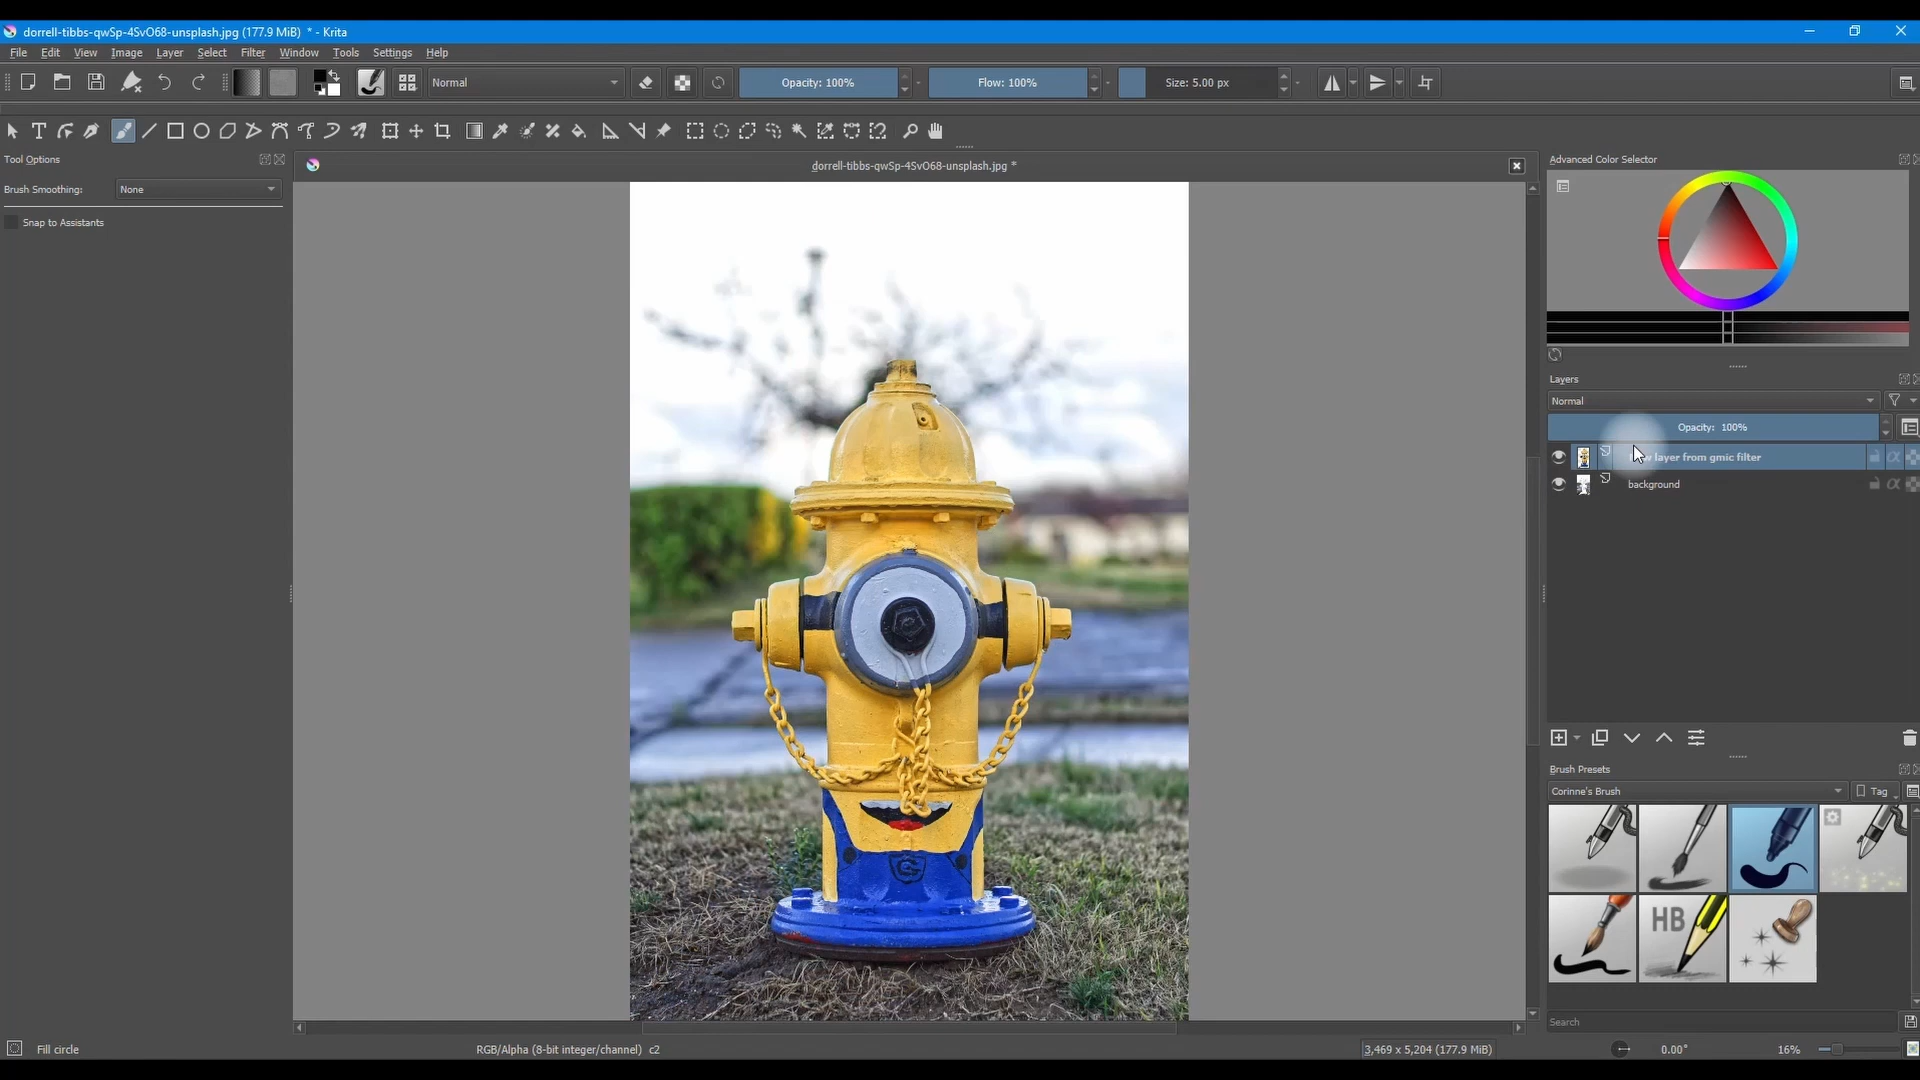 dorrell-tibbs-qwSp-4SvO68-unsplash.jpg (177.9 MiB) * - Krita
File Edit View Image Layer Select Filter Window Tools Settings Help
Normal Opacity: 100% Flow: 100% Size: 5.00 px
Tool Options
Brush Smoothing: None
Snap to Assistants
dorrell-tibbs-qwSp-4SvO68-unsplash.jpg *
Advanced Color Selector
Layers
Normal
Opacity: 100%
layer from gmic filter
background
Brush Presets
Corinne's Brush Tag
HB
G
Search
Fill circle RGB/Alpha (8-bit integer/channel) c2 3,469 x 5,204 (177.9 MiB) 0.00° 16%